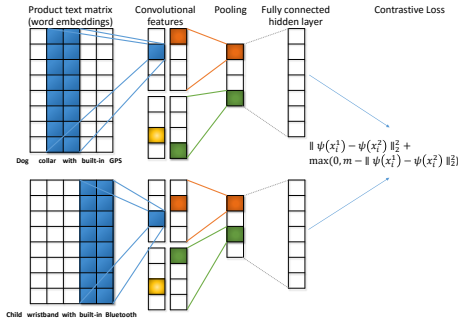 Product text matrix
(word embeddings)
Convolutional
features
Pooling
Fully connected
hidden layer
Contrastive Loss
Dog collar with built-in GPS
‖ ψ(x_i^1) − ψ(x_i^2) ‖_2^2 +
max(0, m − ‖ ψ(x_i^1) − ψ(x_i^2) ‖_2^2)
Child wristband with built-in Bluetooth